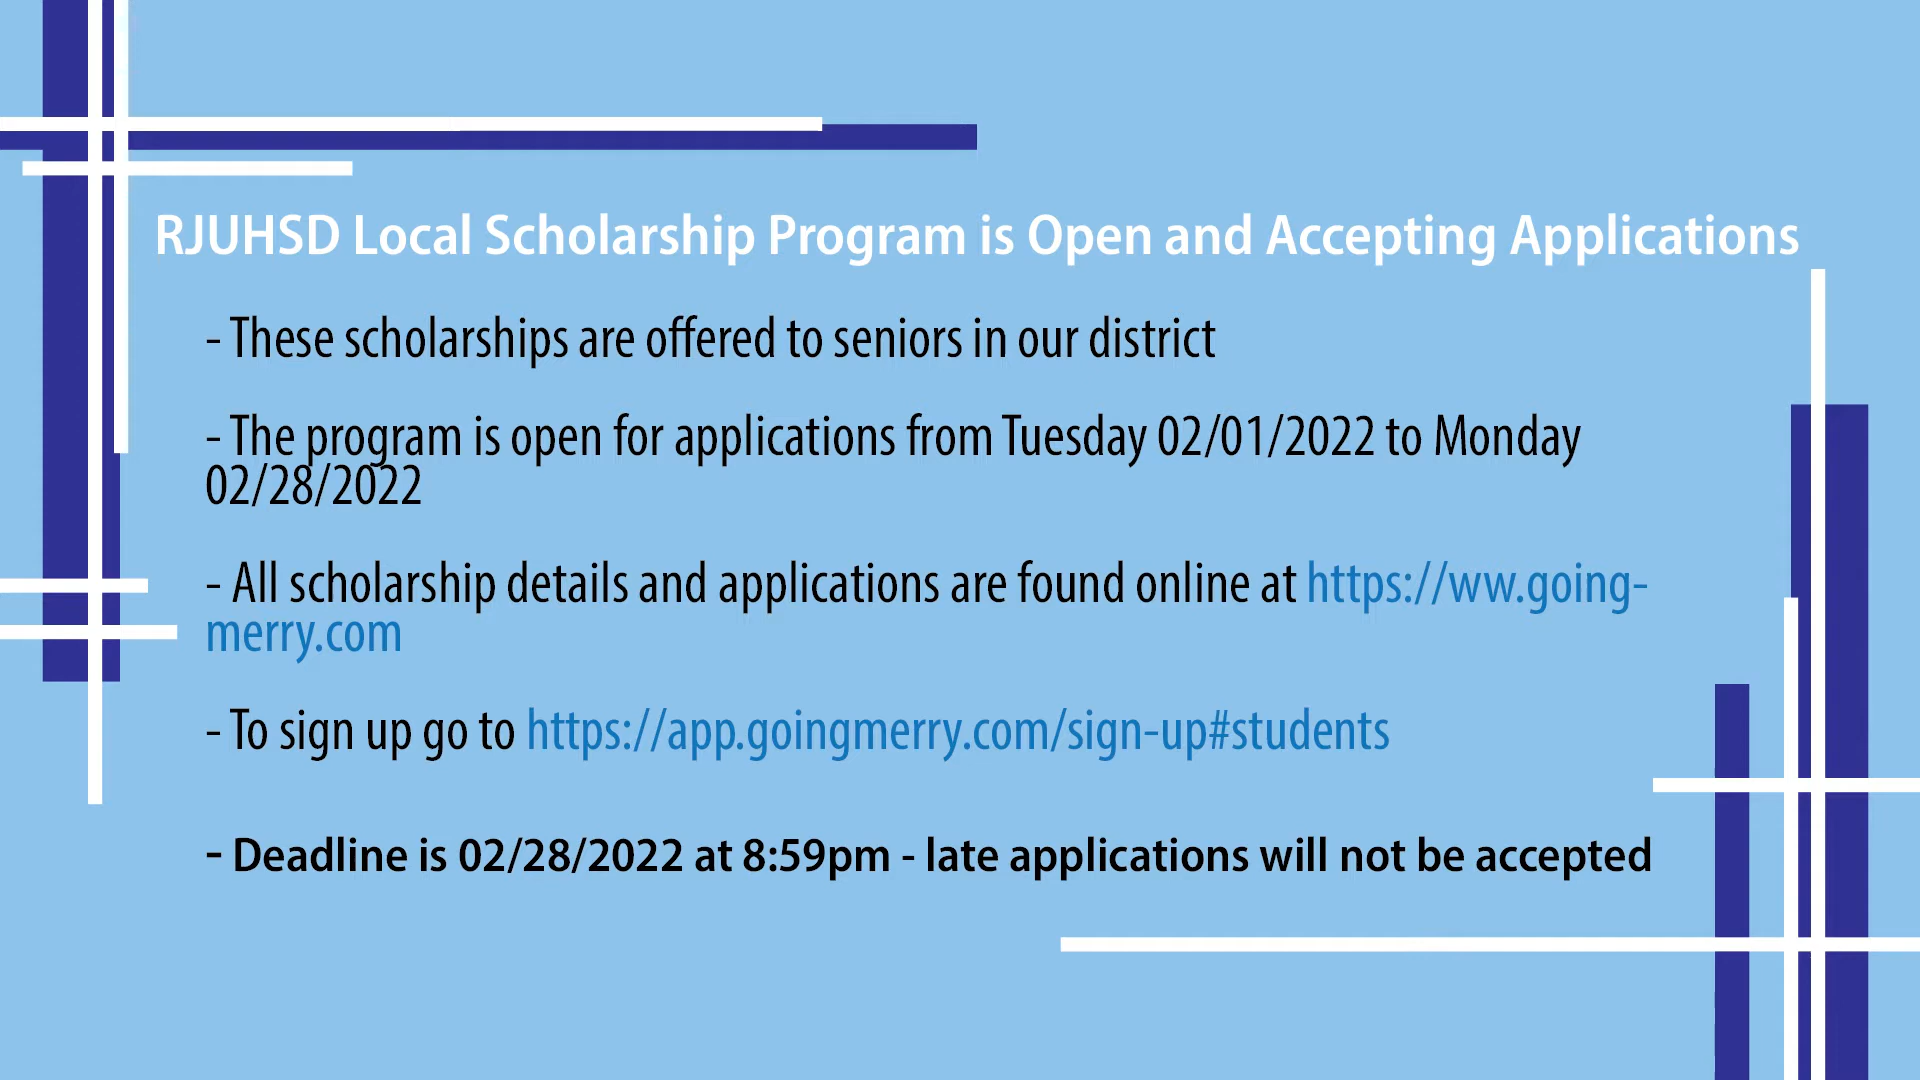 RJUHSD Local Scholarship Program is Open and Accepting Applications
- These scholarships are offered to seniors in our district
- The program is open for applications from Tuesday 02/01/2022 to Monday
02/28/2022
- All scholarship details and applications are found online at https://ww.going-
merry.com
- To sign up go to https://app.goingmerry.com/sign-up#students
- Deadline is 02/28/2022 at 8:59pm - late applications will not be accepted